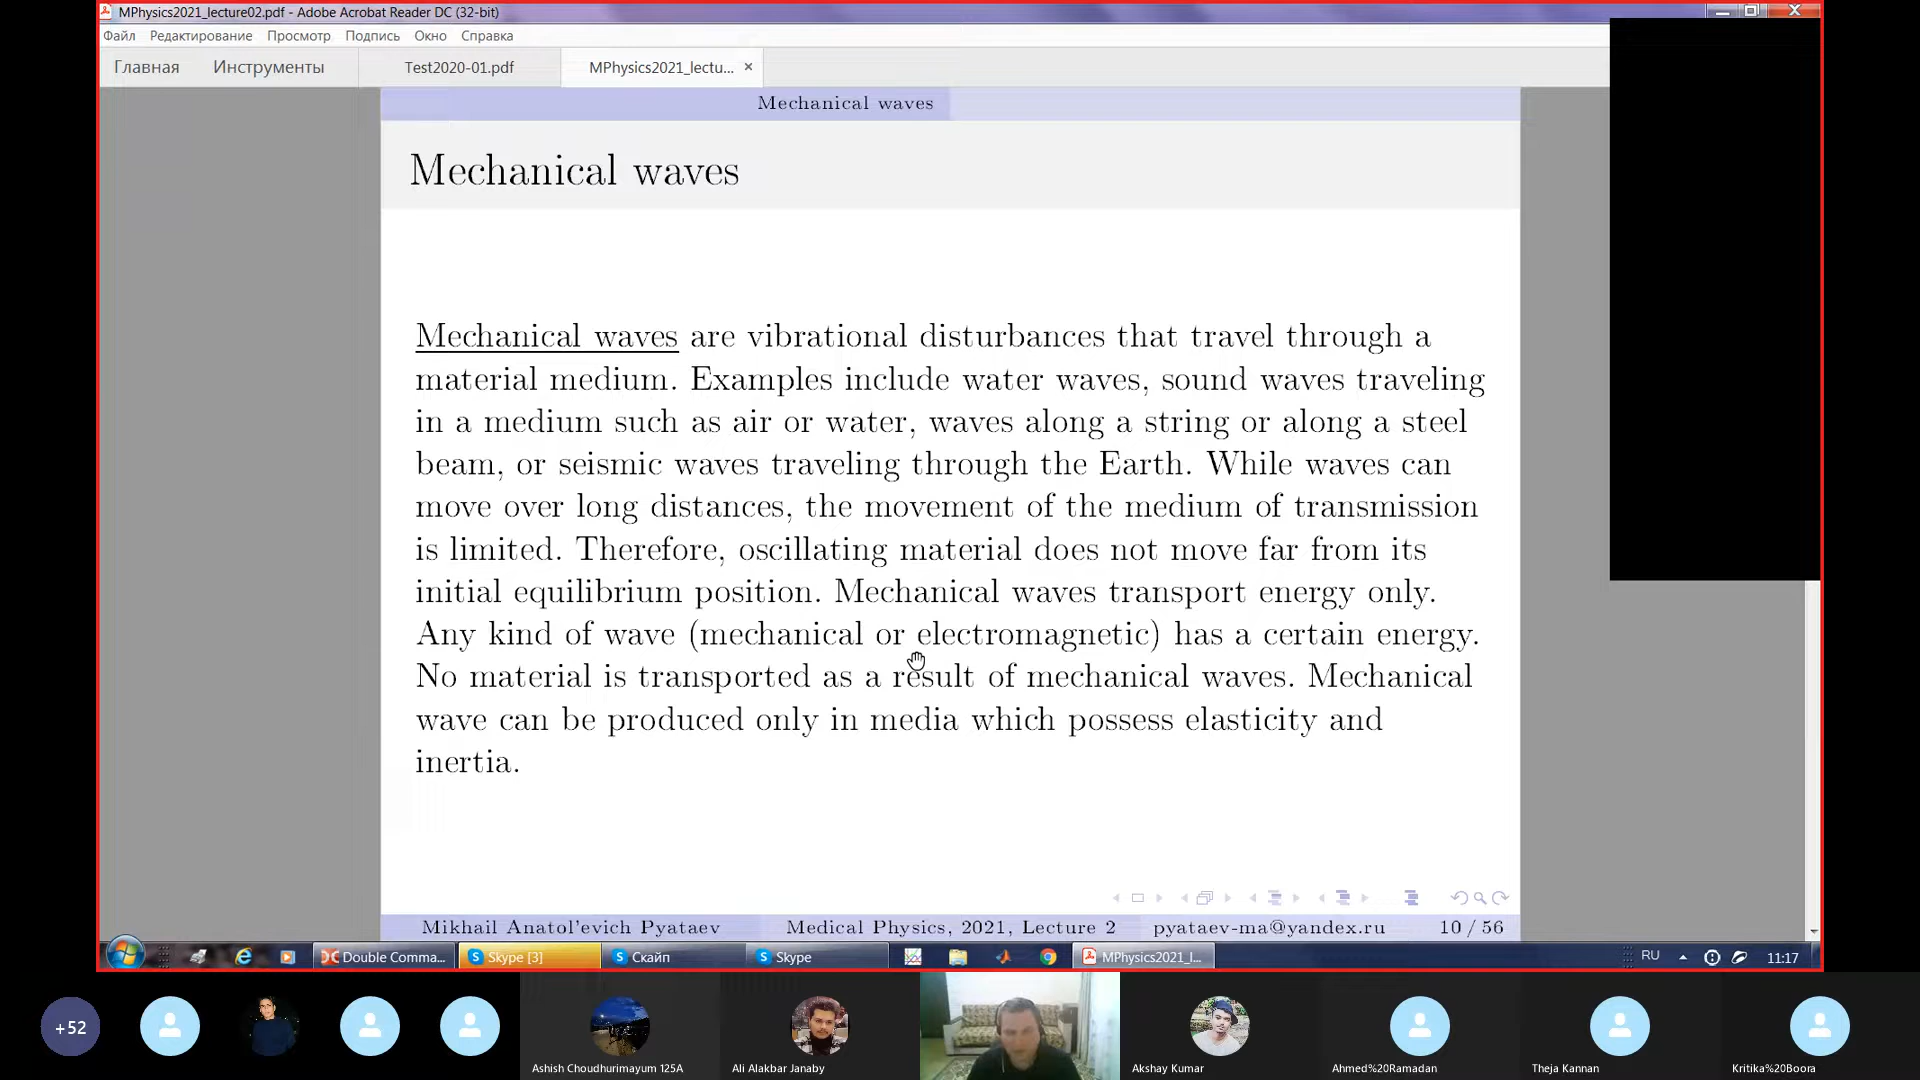 MPhysics2021_lecture02.pdf - Adobe Acrobat Reader DC (32-bit)
Файл Редактирование Просмотр Подпись Окно Справка
Главная Инструменты Test2020-01.pdf MPhysics2021_lectu... ×
Mechanical waves
Mechanical waves
Mechanical waves are vibrational disturbances that travel through a
material medium. Examples include water waves, sound waves traveling
in a medium such as air or water, waves along a string or along a steel
beam, or seismic waves traveling through the Earth. While waves can
move over long distances, the movement of the medium of transmission
is limited. Therefore, oscillating material does not move far from its
initial equilibrium position. Mechanical waves transport energy only.
Any kind of wave (mechanical or electromagnetic) has a certain energy.
No material is transported as a result of mechanical waves. Mechanical
wave can be produced only in media which possess elasticity and
inertia.
Mikhail Anatol'evich Pyataev Medical Physics, 2021, Lecture 2 pyataev-ma@yandex.ru 10 / 56
Double Comma... Skype [3] Скайп Skype MPhysics2021_l... RU 11:17
+52
Ashish Choudhurimayum 125A Ali Alakbar Janaby Akshay Kumar Ahmed%20Ramadan Theja Kannan Kritika%20Boora